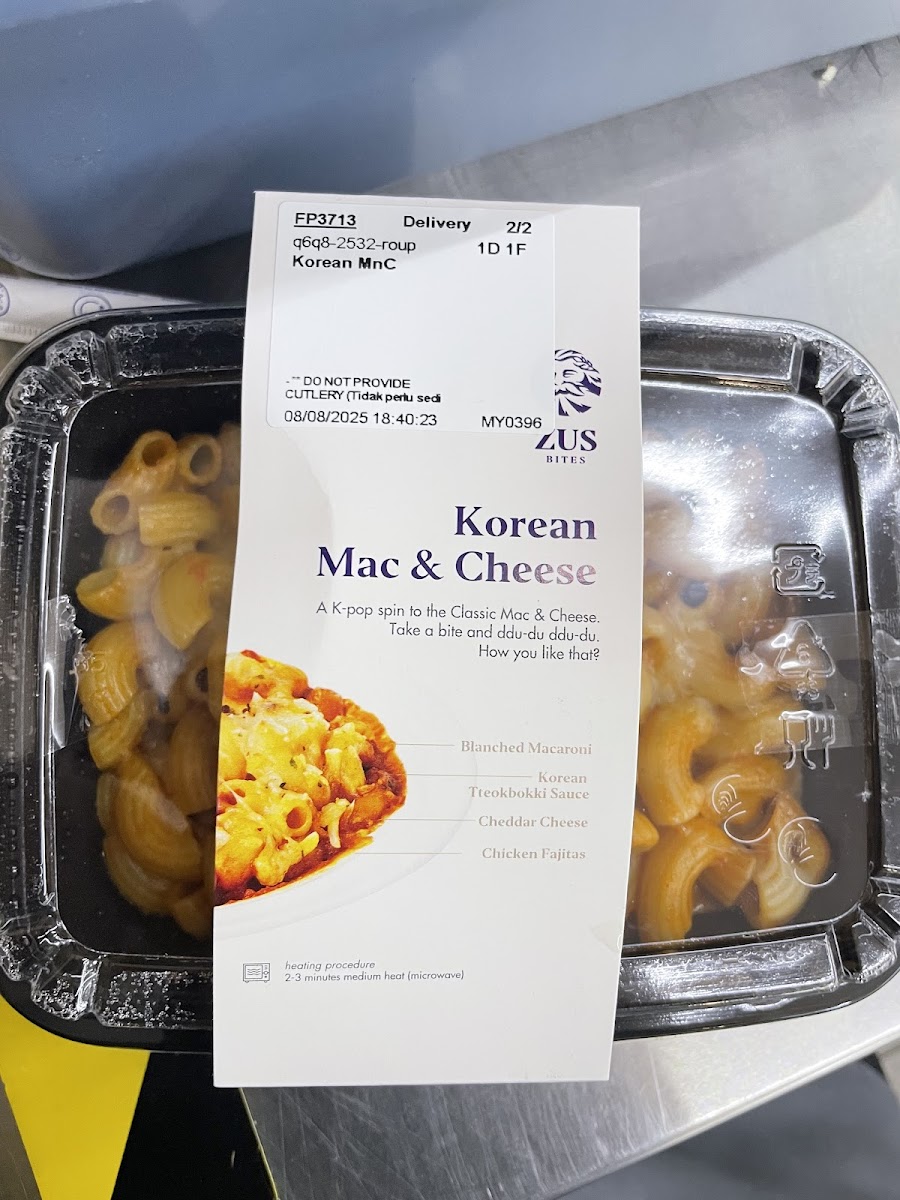 FP3713 Delivery 2/2
q6q8-2532-roup 1D 1F
Korean MnC
-** DO NOT PROVIDE
CUTLERY (Tidak perlu sedi
08/08/2025 18:40:23 MY0396
ZUS
BITES
Korean
Mac & Cheese
A K-pop spin to the Classic Mac & Cheese.
Take a bite and ddu-du ddu-du.
How you like that?
Blanched Macaroni
Korean
Tteokbokki Sauce
Cheddar Cheese
Chicken Fajitas
heating procedure
2-3 minutes medium heat (microwave)